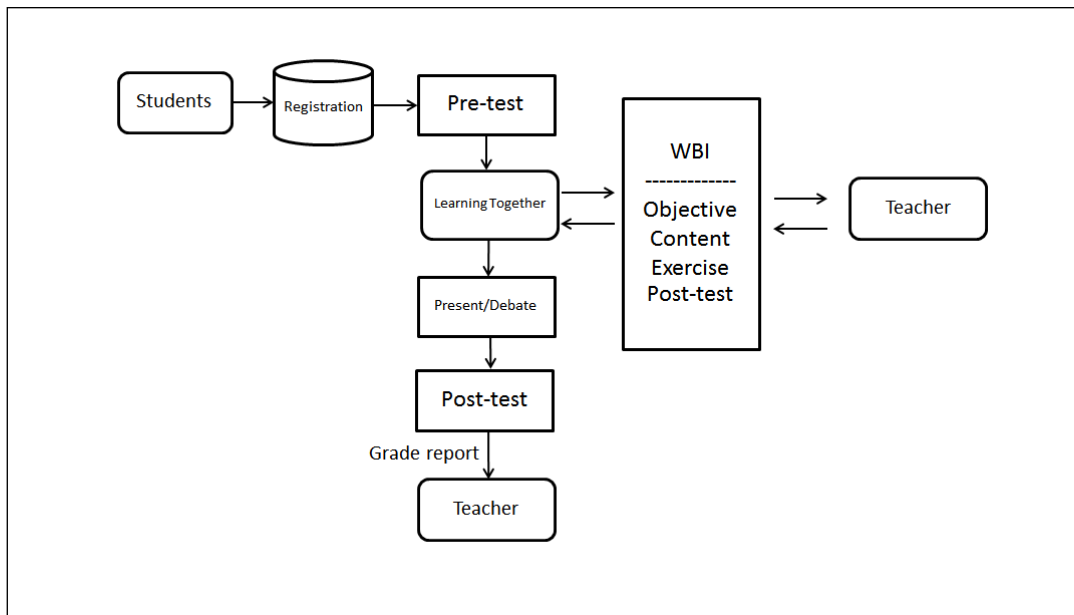 Students
Registration
Pre-test
WBI
-------------
Objective
Content
Exercise
Post-test
Learning Together
Teacher
Present/Debate
Post-test
Grade report
Teacher